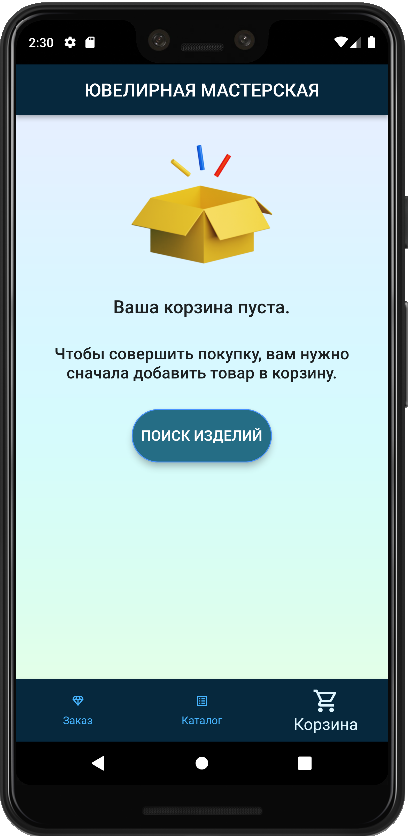 2:30
ЮВЕЛИРНАЯ МАСТЕРСКАЯ
Ваша корзина пуста.
Чтобы совершить покупку, вам нужно
сначала добавить товар в корзину.
ПОИСК ИЗДЕЛИЙ
Заказ
Каталог
Корзина